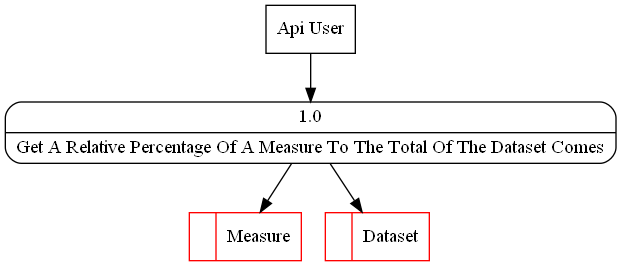 Api User
1.0
Get A Relative Percentage Of A Measure To The Total Of The Dataset Comes
Measure
Dataset